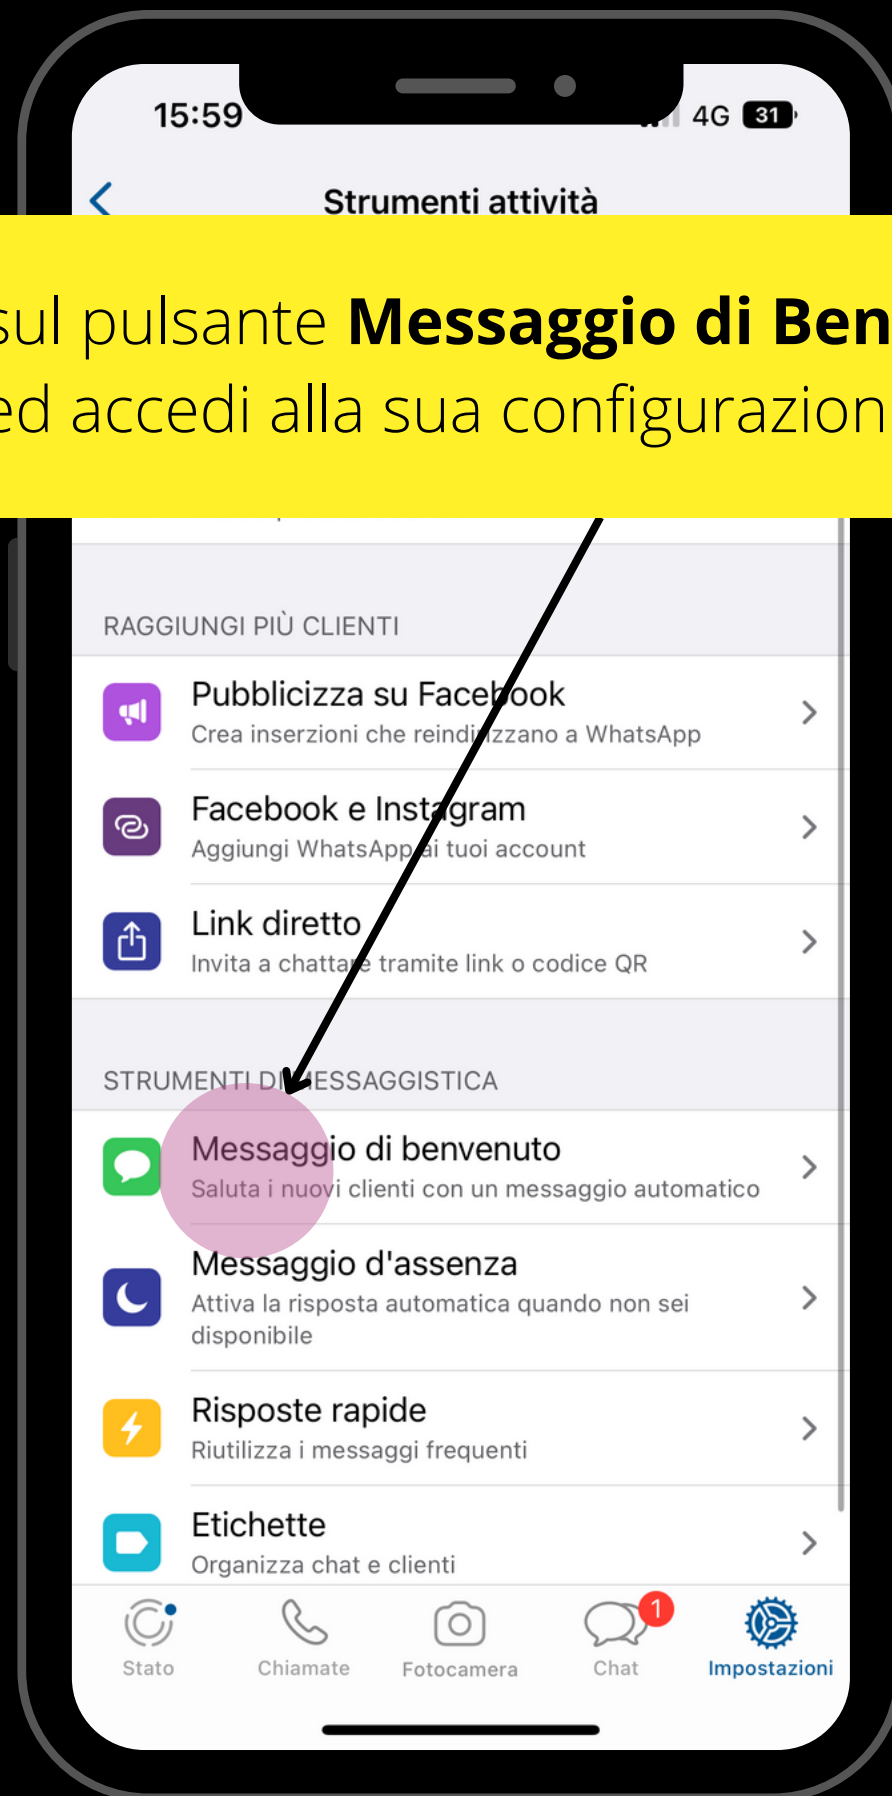 15:59
4G 31
Strumenti attività
sul pulsante Messaggio di Ben
ed accedi alla sua configurazion
RAGGIUNGI PIÙ CLIENTI
Pubblicizza su Facebook
Crea inserzioni che reindirizzano a WhatsApp
Facebook e Instagram
Aggiungi WhatsApp ai tuoi account
Link diretto
Invita a chattare tramite link o codice QR
STRUMENTI DI MESSAGGISTICA
Messaggio di benvenuto
Saluta i nuovi clienti con un messaggio automatico
Messaggio d'assenza
Attiva la risposta automatica quando non sei
disponibile
Risposte rapide
Riutilizza i messaggi frequenti
Etichette
Organizza chat e clienti
1
Stato Chiamate Fotocamera Chat Impostazioni